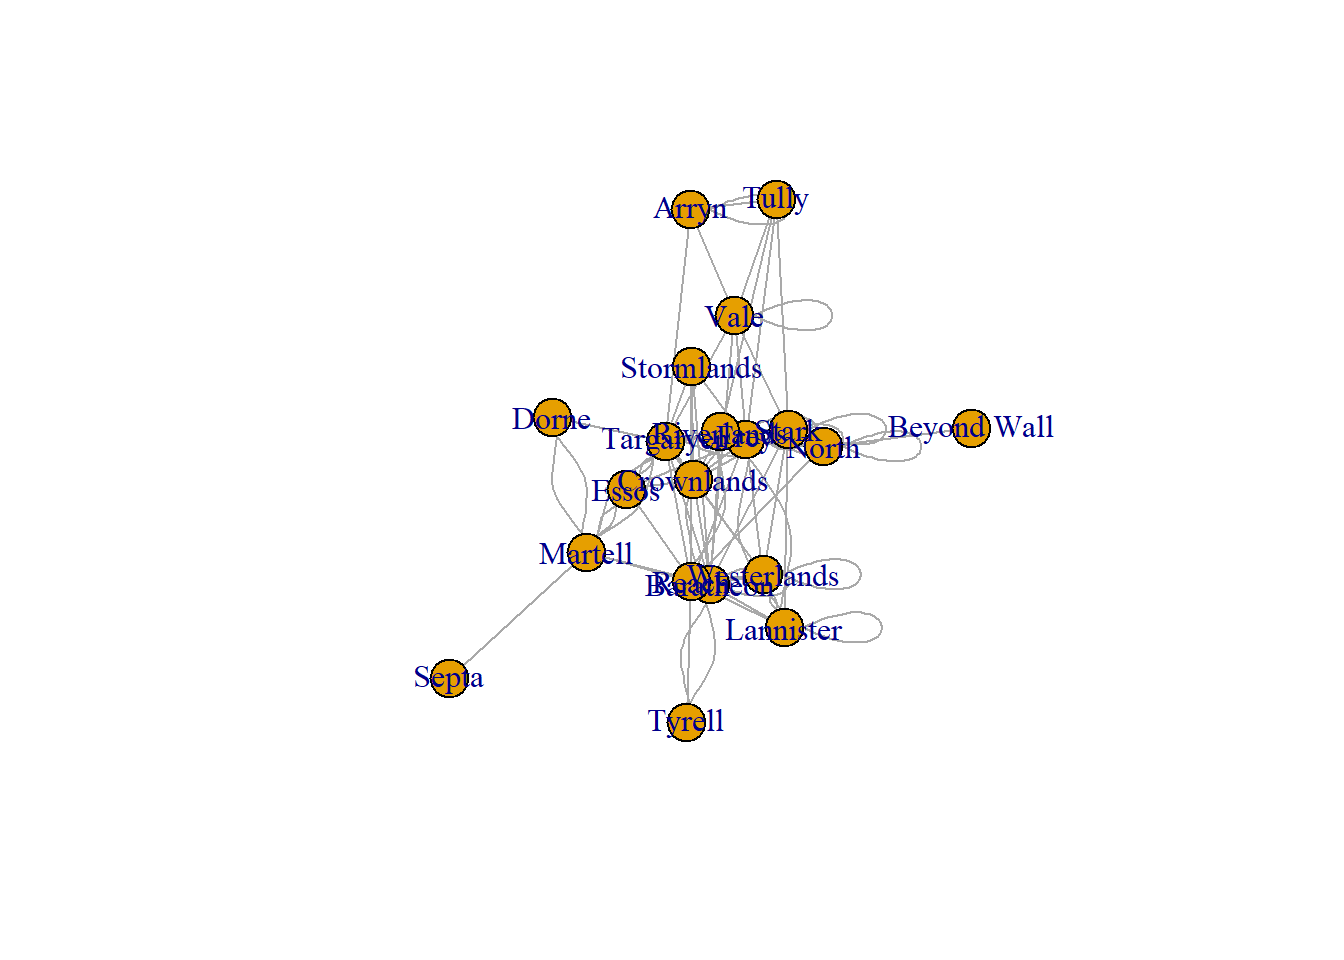 Arryn
Tully
Vale
Stormlands
Dorne
Targaryen
Riverlands
Frey
Stark
North
Beyond Wall
Essos
Crownlands
Martell
Reach
Baratheon
Westerlands
Lannister
Septa
Tyrell